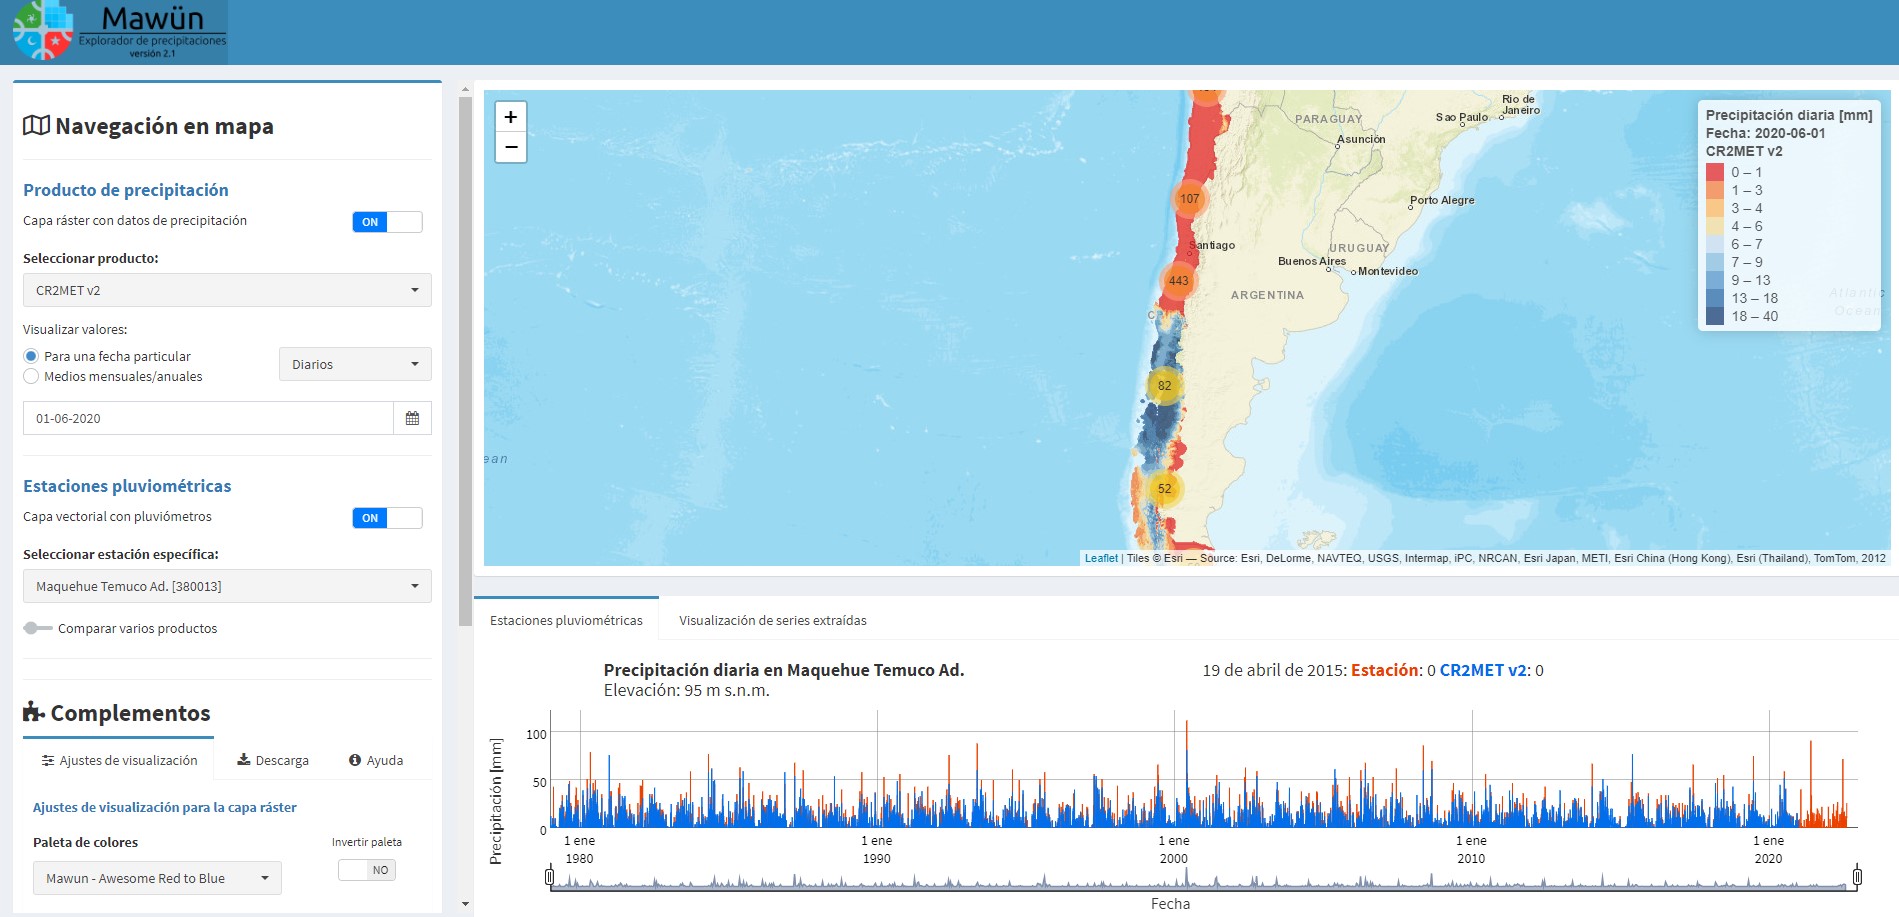 Mawün
Explorador de precipitaciones
versión 2.1
Navegación en mapa
Producto de precipitación
Capa ráster con datos de precipitación
ON
Seleccionar producto:
CR2MET v2
Visualizar valores:
Para una fecha particular
Medios mensuales/anuales
Diarios
01-06-2020
Estaciones pluviométricas
Capa vectorial con pluviómetros
ON
Seleccionar estación específica:
Maquehue Temuco Ad. [380013]
Comparar varios productos
Complementos
Ajustes de visualización
Descarga
Ayuda
Ajustes de visualización para la capa ráster
Paleta de colores
Invertir paleta
Mawun - Awesome Red to Blue
NO
+
−
Rio de
Janeiro
Sao Paulo
PARAGUAY
Asunción
107
Porto Alegre
Santiago
URUGUAY
Buenos Aires
Montevideo
443
ARGENTINA
82
ean
52
Atlantic
Ocean
Precipitación diaria [mm]
Fecha: 2020-06-01
CR2MET v2
0 – 1
1 – 3
3 – 4
4 – 6
6 – 7
7 – 9
9 – 13
13 – 18
18 – 40
Leaflet | Tiles © Esri — Source: Esri, DeLorme, NAVTEQ, USGS, Intermap, iPC, NRCAN, Esri Japan, METI, Esri China (Hong Kong), Esri (Thailand), TomTom, 2012
Estaciones pluviométricas
Visualización de series extraídas
Precipitación diaria en Maquehue Temuco Ad.
Elevación: 95 m s.n.m.
19 de abril de 2015: Estación: 0 CR2MET v2: 0
Precipitación [mm]
100
50
0
1 ene
1980
1 ene
1990
1 ene
2000
1 ene
2010
1 ene
2020
Fecha